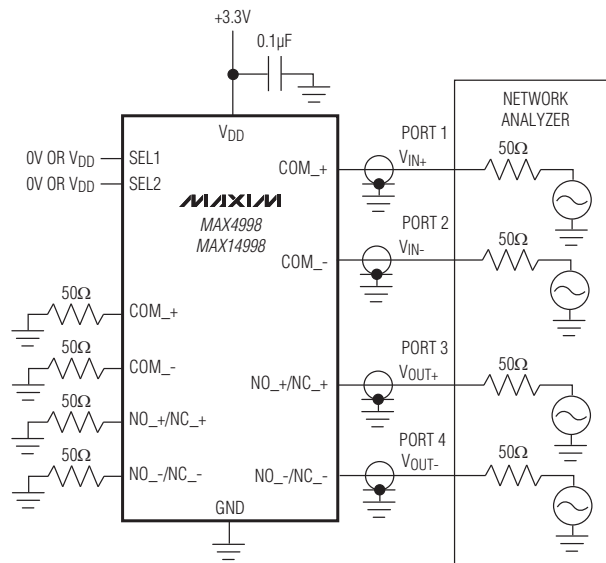 +3.3V
0.1µF
VDD
NETWORK
ANALYZER
0V OR VDD
SEL1
0V OR VDD
SEL2
MAXIM
MAX4998
MAX14998
COM_+
PORT 1
VIN+
50Ω
COM_-
PORT 2
VIN-
50Ω
50Ω
COM_+
50Ω
COM_-
50Ω
NO_+/NC_+
50Ω
NO_-/NC_-
NO_+/NC_+
PORT 3
VOUT+
50Ω
NO_-/NC_-
PORT 4
VOUT-
50Ω
GND